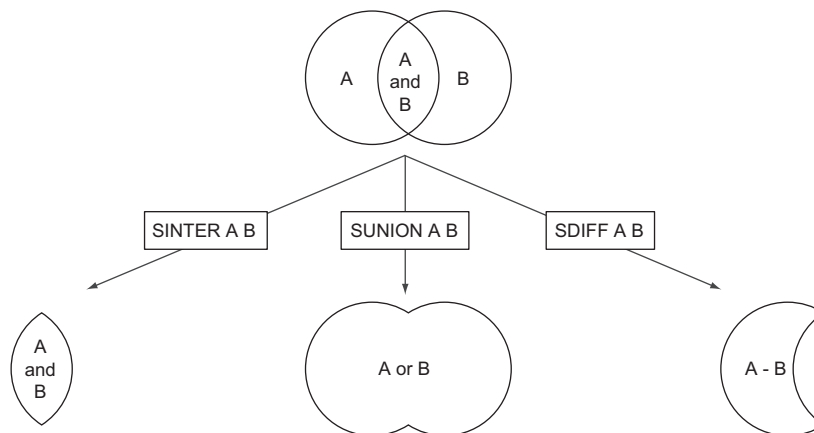 A
A
and
B
B
SINTER A B
SUNION A B
SDIFF A B
A
and
B
A or B
A - B